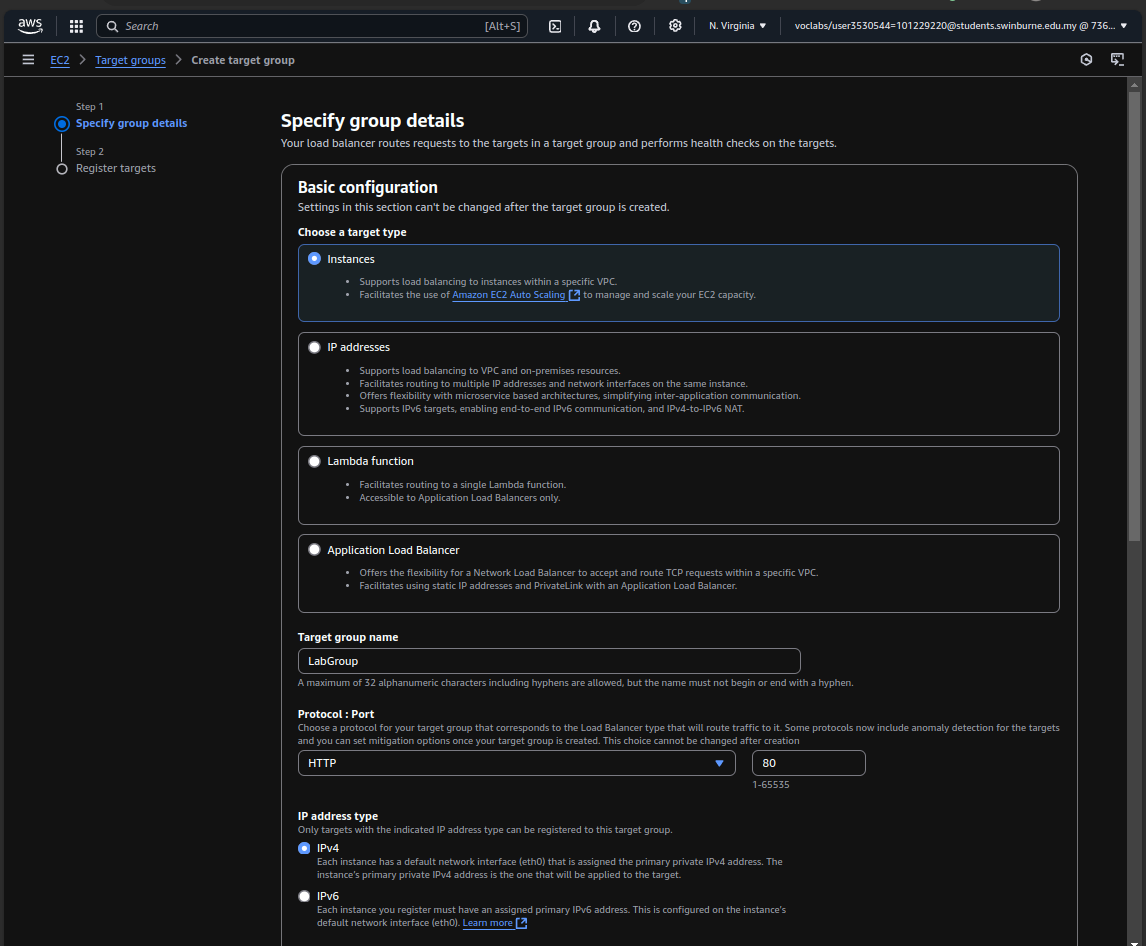 aws
Search [Alt+S]
N. Virginia
voclabs/user3530544=101229220@students.swinburne.edu.my @ 736...
EC2 > Target groups > Create target group
Step 1
Specify group details
Step 2
Register targets
Specify group details
Your load balancer routes requests to the targets in a target group and performs health checks on the targets.
Basic configuration
Settings in this section can't be changed after the target group is created.
Choose a target type
Instances
• Supports load balancing to instances within a specific VPC.
• Facilitates the use of Amazon EC2 Auto Scaling to manage and scale your EC2 capacity.
IP addresses
• Supports load balancing to VPC and on-premises resources.
• Facilitates routing to multiple IP addresses and network interfaces on the same instance.
• Offers flexibility with microservice based architectures, simplifying inter-application communication.
• Supports IPv6 targets, enabling end-to-end IPv6 communication, and IPv4-to-IPv6 NAT.
Lambda function
• Facilitates routing to a single Lambda function.
• Accessible to Application Load Balancers only.
Application Load Balancer
• Offers the flexibility for a Network Load Balancer to accept and route TCP requests within a specific VPC.
• Facilitates using static IP addresses and PrivateLink with an Application Load Balancer.
Target group name
LabGroup
A maximum of 32 alphanumeric characters including hyphens are allowed, but the name must not begin or end with a hyphen.
Protocol : Port
Choose a protocol for your target group that corresponds to the Load Balancer type that will route traffic to it. Some protocols now include anomaly detection for the targets
and you can set mitigation options once your target group is created. This choice cannot be changed after creation
HTTP
80
1-65535
IP address type
Only targets with the indicated IP address type can be registered to this target group.
IPv4
Each instance has a default network interface (eth0) that is assigned the primary private IPv4 address. The
instance's primary private IPv4 address is the one that will be applied to the target.
IPv6
Each instance you register must have an assigned primary IPv6 address. This is configured on the instance's
default network interface (eth0). Learn more